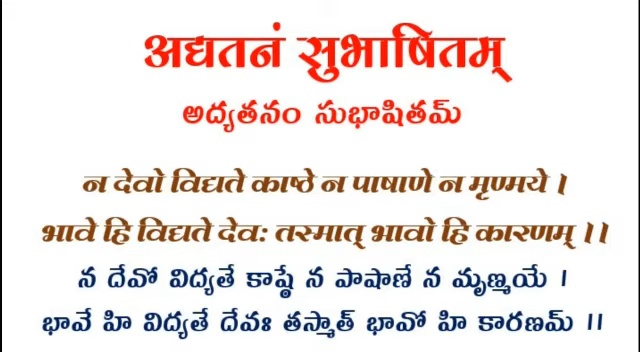 अद्यतनं सुभाषितम्
అద్యతనం సుభాషితమ్
न देवो विद्यते काष्ठे न पाषाणे न मृण्मये ।
भावे हि विद्यते देवः तस्मात् भावो हि कारणम् ।।
న దేవో విద్యతే కాష్ఠే న పాషాణే న మృణ్మయే ।
భావే హి విద్యతే దేవః తస్మాత్ భావో హి కారణమ్ ।।